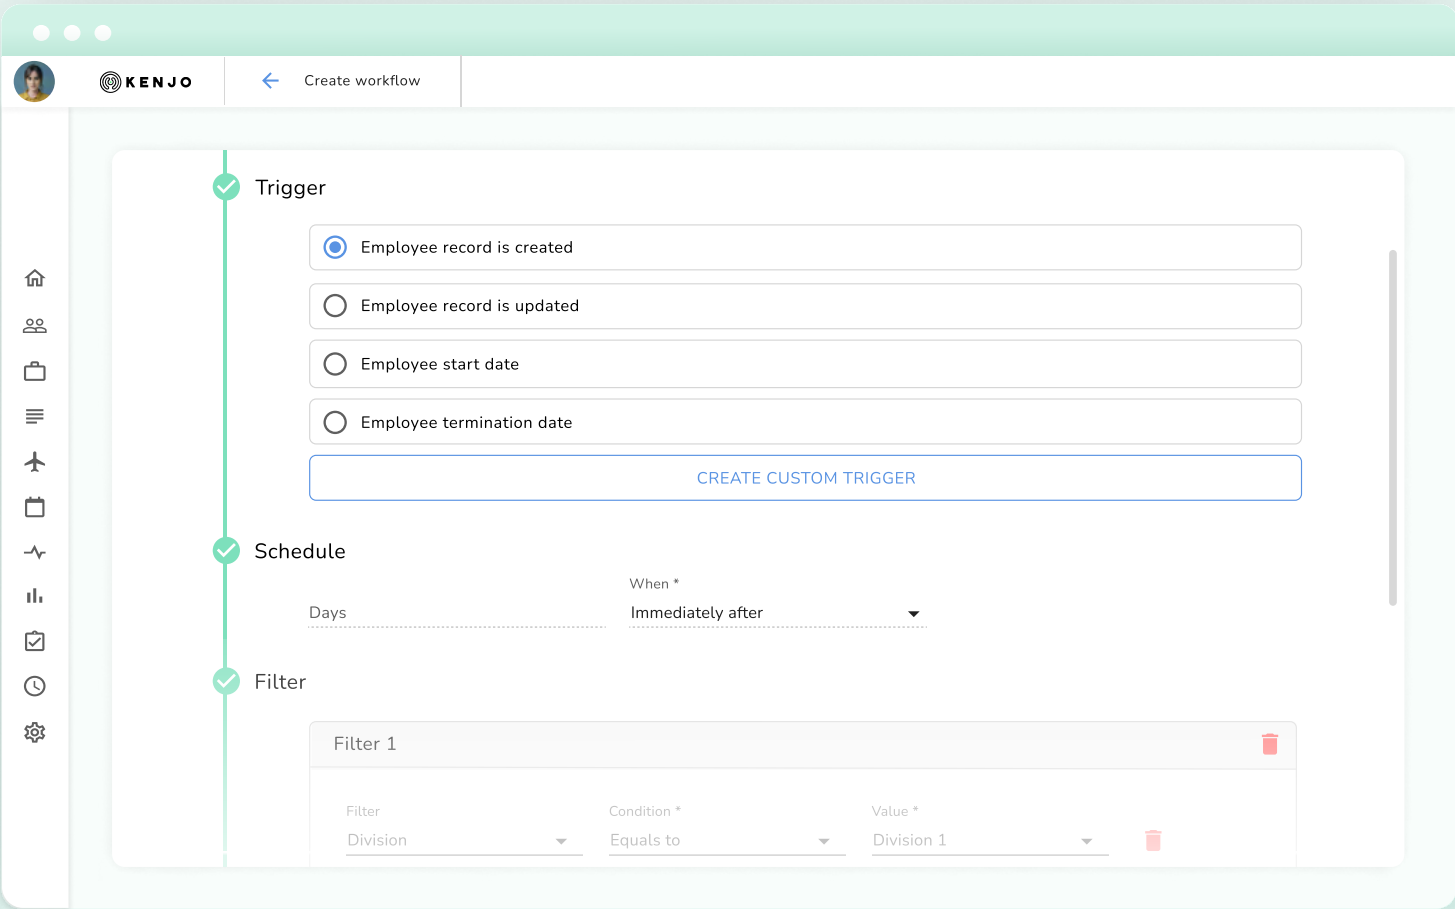 KENJO
Create workflow
Trigger
Employee record is created
Employee record is updated
Employee start date
Employee termination date
CREATE CUSTOM TRIGGER
Schedule
When *
Days
Immediately after
Filter
Filter 1
Filter
Condition *
Value *
Division
Equals to
Division 1